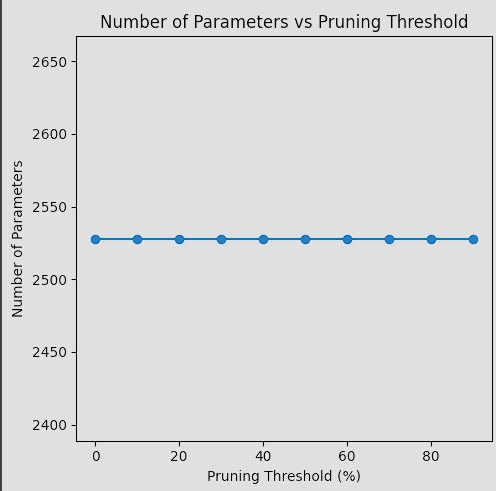 Number of Parameters vs Pruning Threshold
Number of Parameters
2650
2600
2550
2500
2450
2400
0 20 40 60 80
Pruning Threshold (%)